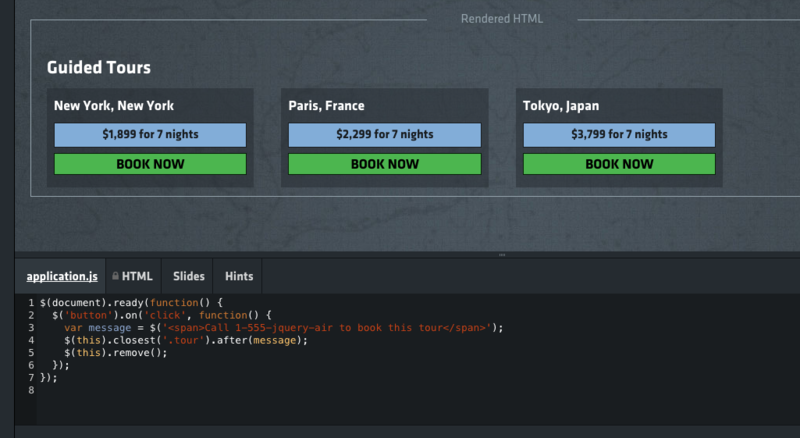 Rendered HTML
Guided Tours
New York, New York
$1,899 for 7 nights
BOOK NOW
Paris, France
$2,299 for 7 nights
BOOK NOW
Tokyo, Japan
$3,799 for 7 nights
BOOK NOW
application.js
HTML
Slides
Hints
1 $(document).ready(function() {
2   $('button').on('click', function() {
3     var message = $('<span>Call 1-555-jquery-air to book this tour</span>');
4     $(this).closest('.tour').after(message);
5     $(this).remove();
6   });
7 });
8